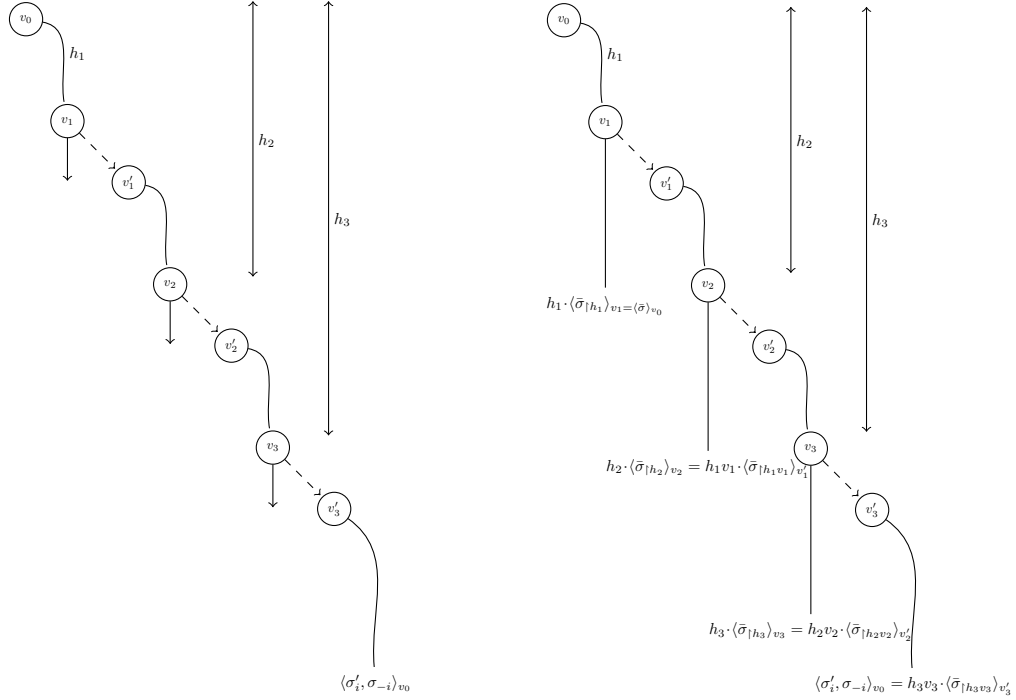 v₀
h₁
v₁
h₂
v′₁
h₃
v₂
v′₂
v₃
v′₃
⟨σ′ᵢ, σ₋ᵢ⟩_{v₀}
v₀
h₁
v₁
h₂
v′₁
h₃
v₂
h₁·⟨σ̄_{↾h₁}⟩_{v₁=⟨σ̄⟩_{v₀}}
v′₂
v₃
h₂·⟨σ̄_{↾h₂}⟩_{v₂} = h₁v₁·⟨σ̄_{↾h₁v₁}⟩_{v′₁}
v′₃
h₃·⟨σ̄_{↾h₃}⟩_{v₃} = h₂v₂·⟨σ̄_{↾h₂v₂}⟩_{v′₂}
⟨σ′ᵢ, σ₋ᵢ⟩_{v₀} = h₃v₃·⟨σ̄_{↾h₃v₃}⟩_{v′₃}